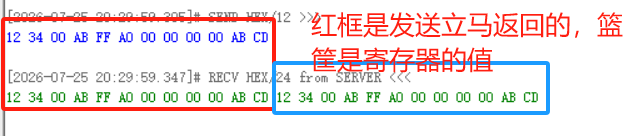 [2026-07-25 20:29:59.305]# SEND HEX/12 >>>
12 34 00 AB FF A0 00 00 00 00 AB CD
[2026-07-25 20:29:59.347]# RECV HEX/24 from SERVER <<<
12 34 00 AB FF A0 00 00 00 00 AB CD 12 34 00 AB FF A0 00 00 00 00 AB CD
红框是发送立马返回的，篮
筐是寄存器的值